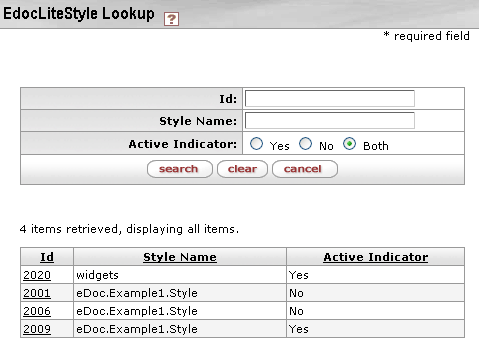 EdocLiteStyle Lookup ?
* required field
Id:
Style Name:
Active Indicator: Yes No Both
search clear cancel
4 items retrieved, displaying all items.
Id Style Name Active Indicator
2020 widgets Yes
2001 eDoc.Example1.Style No
2006 eDoc.Example1.Style No
2009 eDoc.Example1.Style Yes